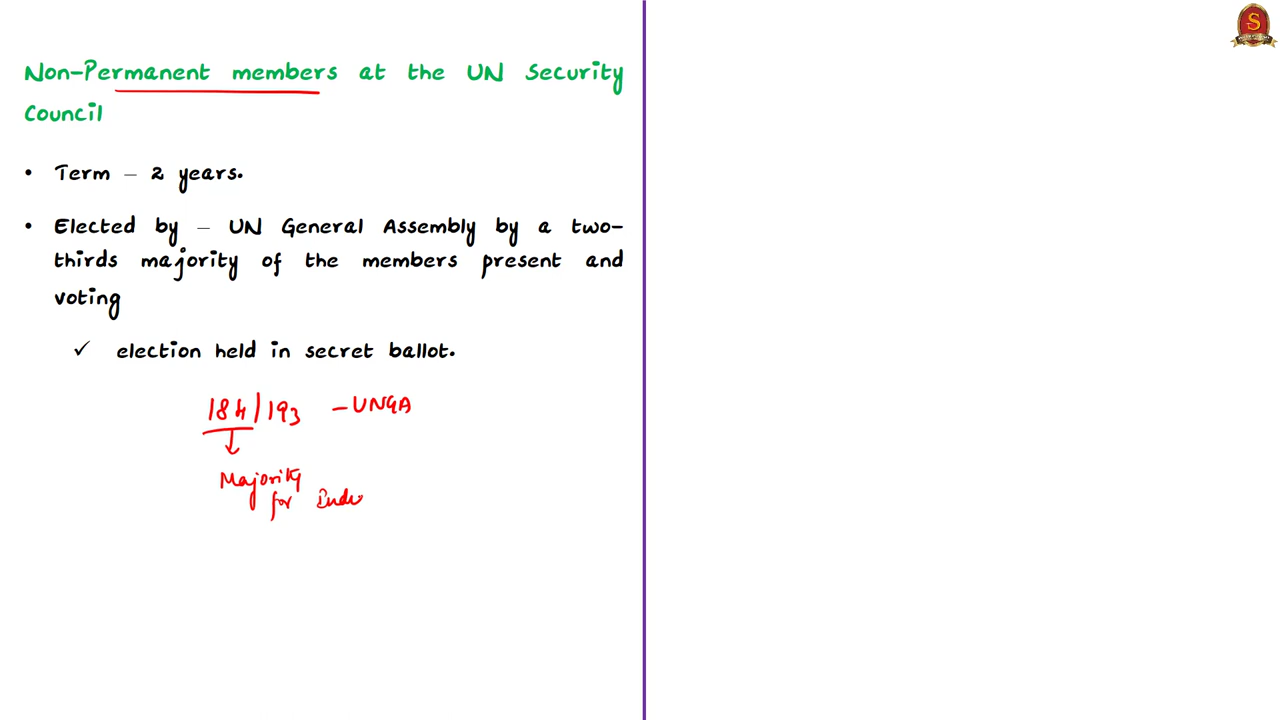 Non-Permanent members at the UN Security
Council
• Term – 2 years.
• Elected by – UN General Assembly by a two-
thirds majority of the members present and
voting
✓ election held in secret ballot.
184/193 – UNGA
Majority
for
S